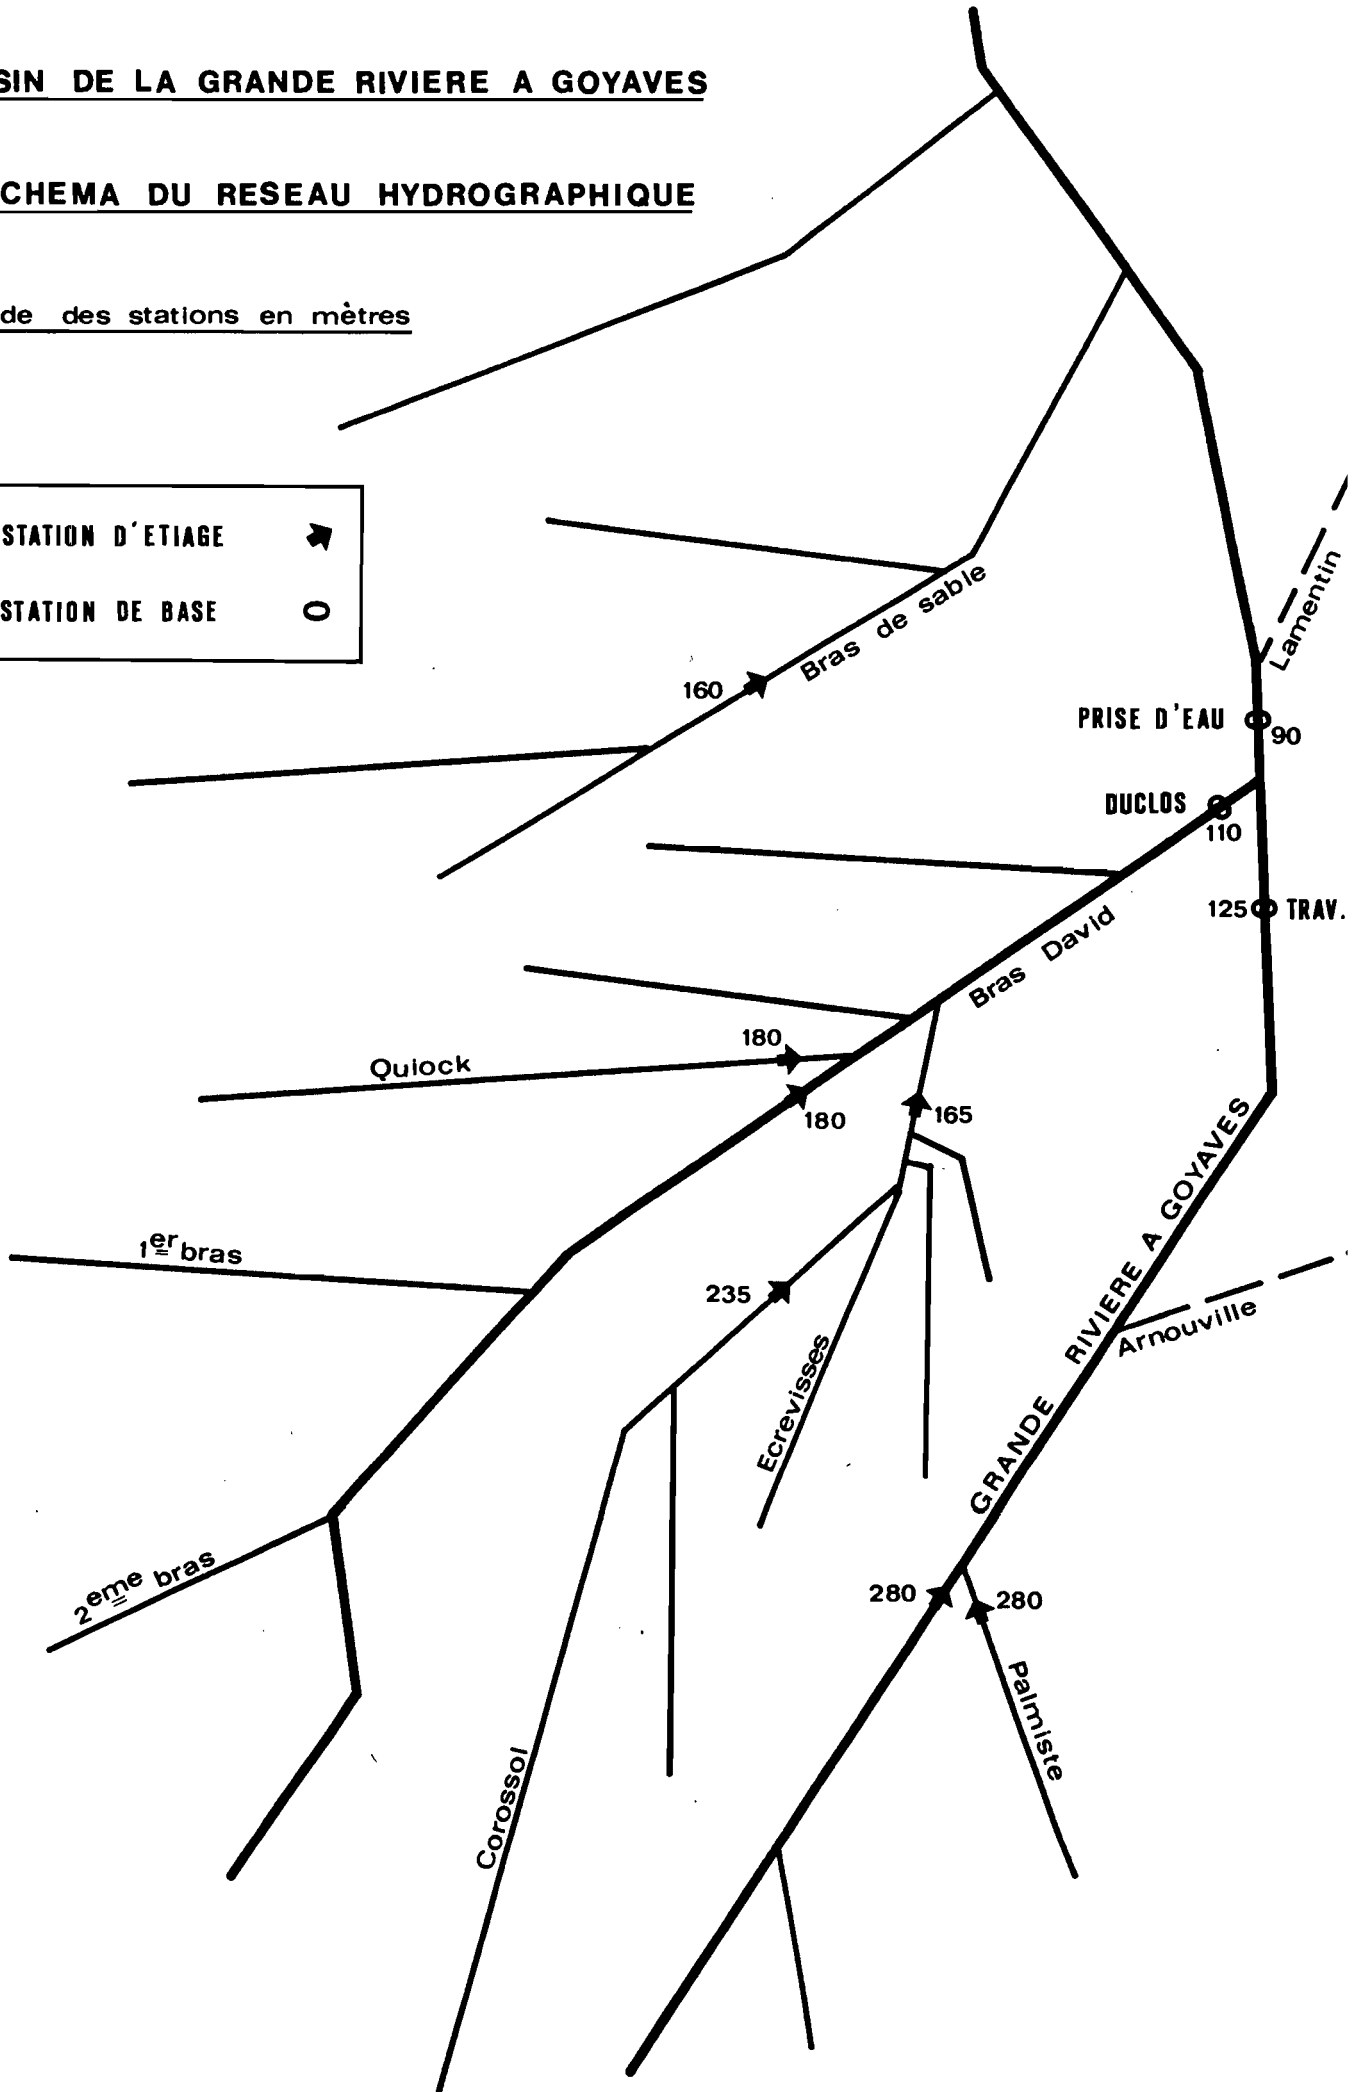 SIN DE LA GRANDE RIVIERE A GOYAVES
CHEMA DU RESEAU HYDROGRAPHIQUE
de des stations en mètres
STATION D'ETIAGE
STATION DE BASE
Lamentin
Bras de sable
160
PRISE D'EAU
90
DUCLOS
110
125
TRAV.
Bras David
180
Quiock
180
165
1er bras
235
Ecrevisses
GRANDE RIVIERE A GOYAVES
Arnouville
2eme bras
280
280
Palmiste
Corossol